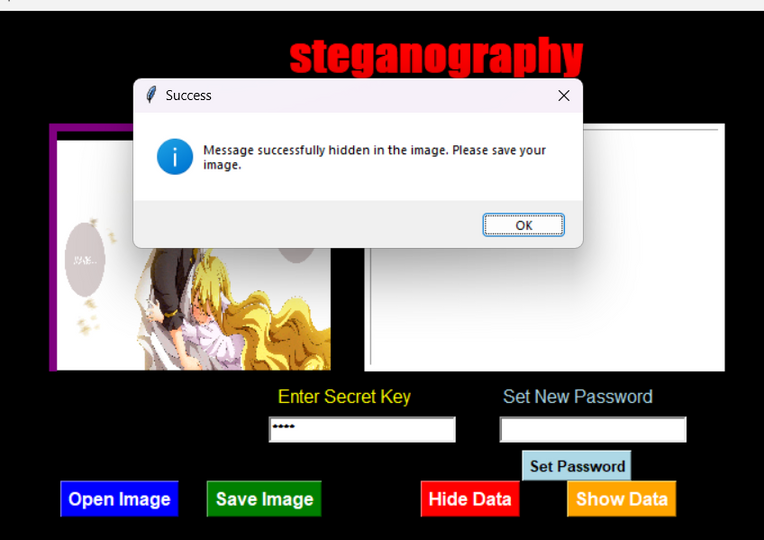 steganography
Success
Message successfully hidden in the image. Please save your
image.
OK
Enter Secret Key
Set New Password
****
Set Password
Open Image
Save Image
Hide Data
Show Data